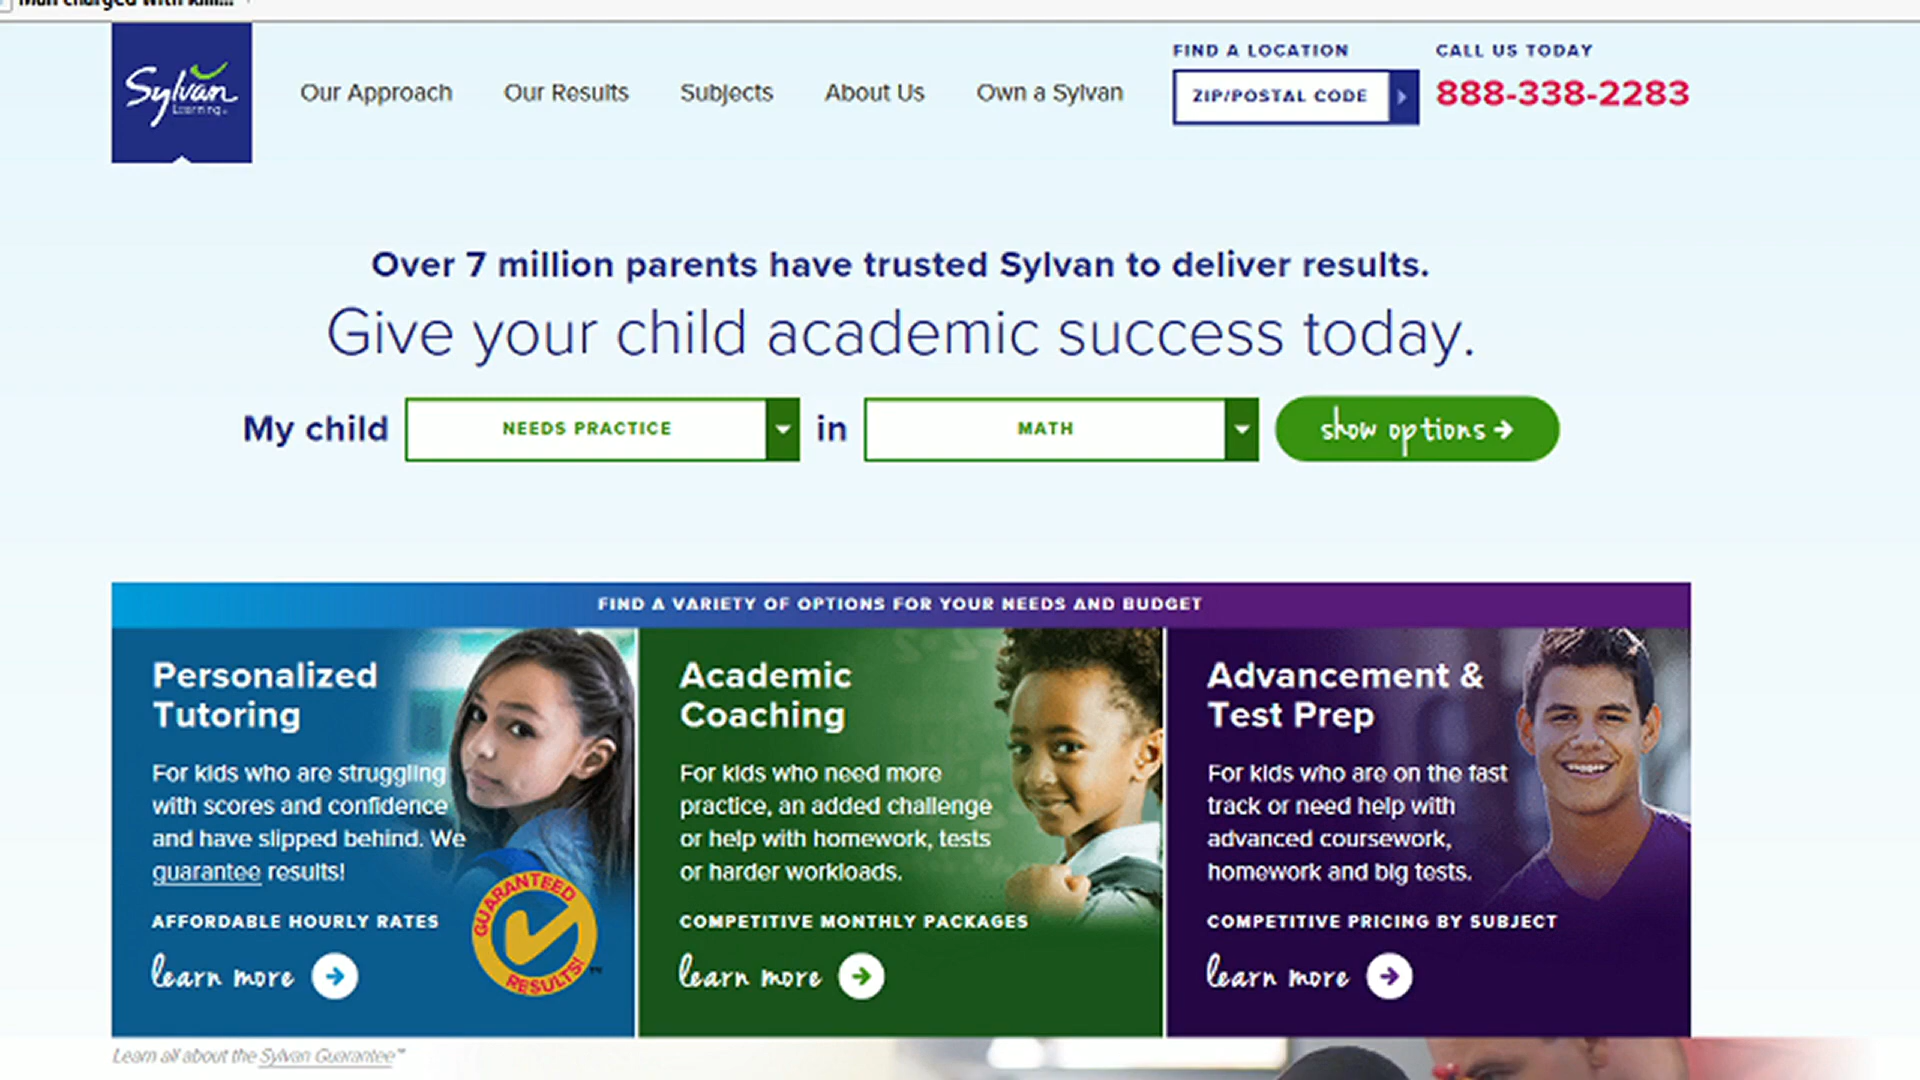 Man charged with
Sylvan
Learning
Our Approach
Our Results
Subjects
About Us
Own a Sylvan
FIND A LOCATION
ZIP/POSTAL CODE
CALL US TODAY
888-338-2283
Over 7 million parents have trusted Sylvan to deliver results.
Give your child academic success today.
My child NEEDS PRACTICE in MATH show options
FIND A VARIETY OF OPTIONS FOR YOUR NEEDS AND BUDGET
Personalized
Tutoring
For kids who are struggling
with scores and confidence
and have slipped behind. We
guarantee results!
AFFORDABLE HOURLY RATES
learn more
GUARANTEED
RESULTS!™
Academic
Coaching
For kids who need more
practice, an added challenge
or help with homework, tests
or harder workloads.
COMPETITIVE MONTHLY PACKAGES
learn more
Advancement &
Test Prep
For kids who are on the fast
track or need help with
advanced coursework,
homework and big tests.
COMPETITIVE PRICING BY SUBJECT
learn more
Learn all about the Sylvan Guarantee™